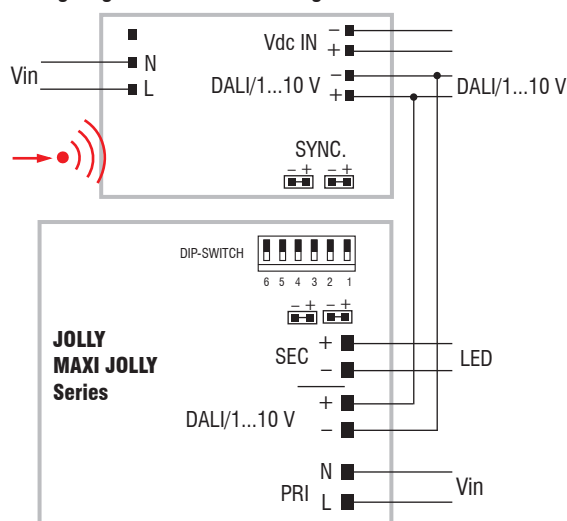 Vdc IN
−
+
N
L
Vin
DALI/1...10 V
−
+
DALI/1...10 V
SYNC.
− +
− +
DIP-SWITCH
6 5 4 3 2 1
− +
− +
JOLLY
MAXI JOLLY
Series
SEC
+
−
LED
DALI/1...10 V
+
−
PRI
N
L
Vin